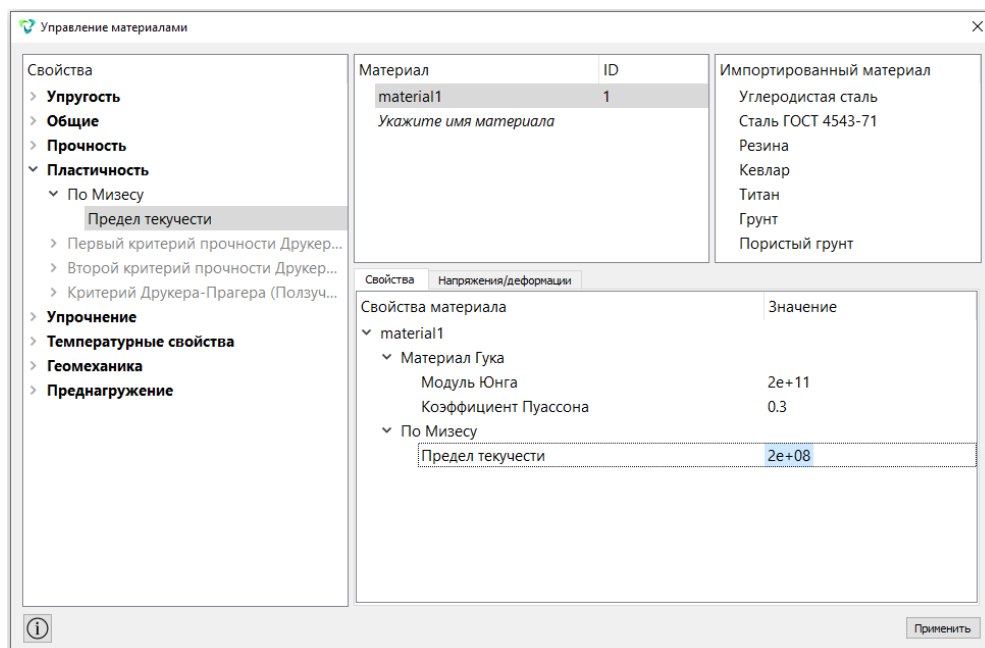 Управление материалами
Свойства
Упругость
Общие
Прочность
Пластичность
По Мизесу
Предел текучести
Первый критерий прочности Друкер...
Второй критерий прочности Друкер...
Критерий Друкера-Прагера (Ползуч...
Упрочнение
Температурные свойства
Геомеханика
Преднагружение
Материал ID
material1 1
Укажите имя материала
Импортированный материал
Углеродистая сталь
Сталь ГОСТ 4543-71
Резина
Кевлар
Титан
Грунт
Пористый грунт
Свойства Напряжения/деформации
Свойства материала Значение
material1
Материал Гука
Модуль Юнга 2e+11
Коэффициент Пуассона 0.3
По Мизесу
Предел текучести 2e+08
Применить